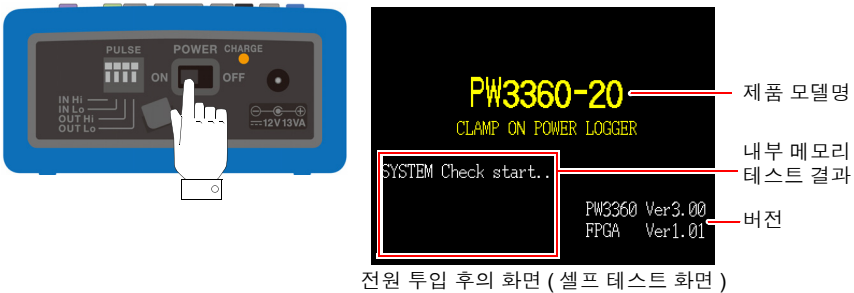 PULSE
POWER
CHARGE
ON
OFF
IN Hi
IN Lo
OUT Hi
OUT Lo
12V 13VA
PW3360-20
CLAMP ON POWER LOGGER
SYSTEM Check start..
PW3360 Ver3.00
FPGA Ver1.01
제품 모델명
내부 메모리
테스트 결과
버전
전원 투입 후의 화면 ( 셀프 테스트 화면 )